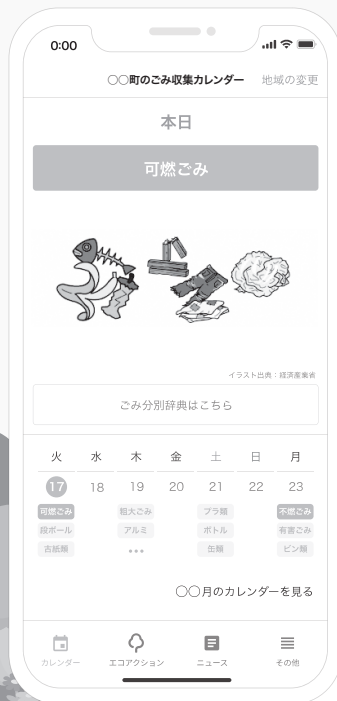 0:00
〇〇町のごみ収集カレンダー 地域の変更
本日
可燃ごみ
イラスト出典：経済産業省
ごみ分別辞典はこちら
火 水 木 金 土 日 月
17 18 19 20 21 22 23
可燃ごみ 粗大ごみ プラ類 不燃ごみ
段ボール アルミ ボトル 有害ごみ
古紙類 ••• 缶類 ビン類
〇〇月のカレンダーを見る
カレンダー エコアクション ニュース その他